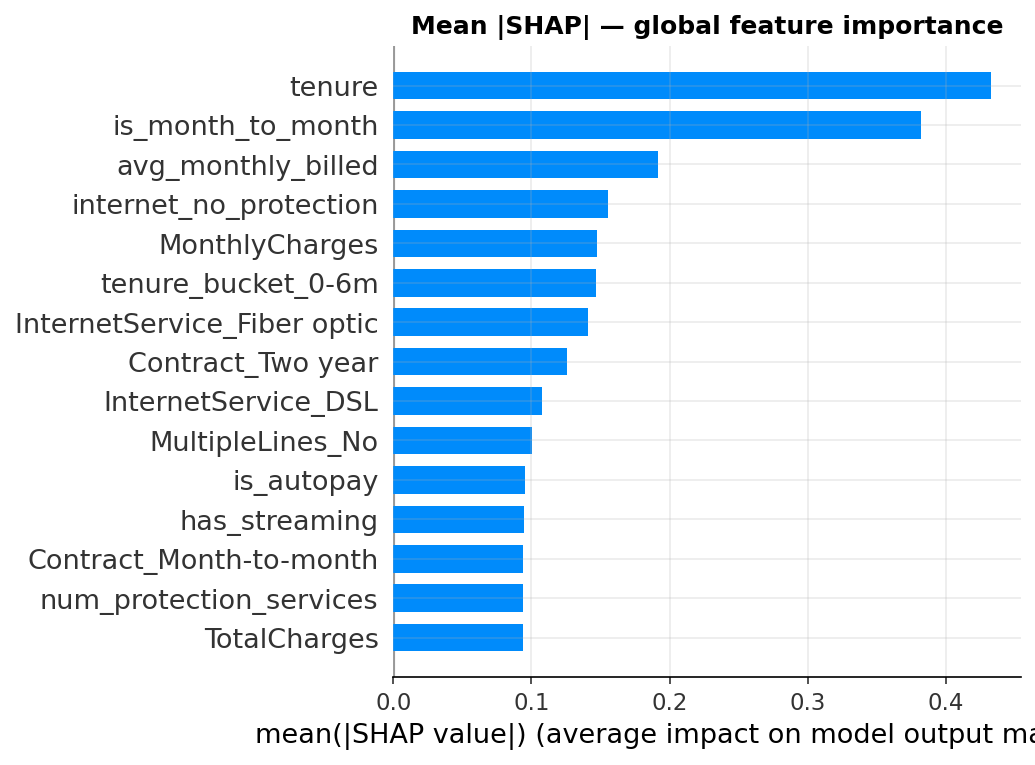 Mean |SHAP| — global feature importance
tenure
is_month_to_month
avg_monthly_billed
internet_no_protection
MonthlyCharges
tenure_bucket_0-6m
InternetService_Fiber optic
Contract_Two year
InternetService_DSL
MultipleLines_No
is_autopay
has_streaming
Contract_Month-to-month
num_protection_services
TotalCharges
0.0 0.1 0.2 0.3 0.4
mean(|SHAP value|) (average impact on model output ma